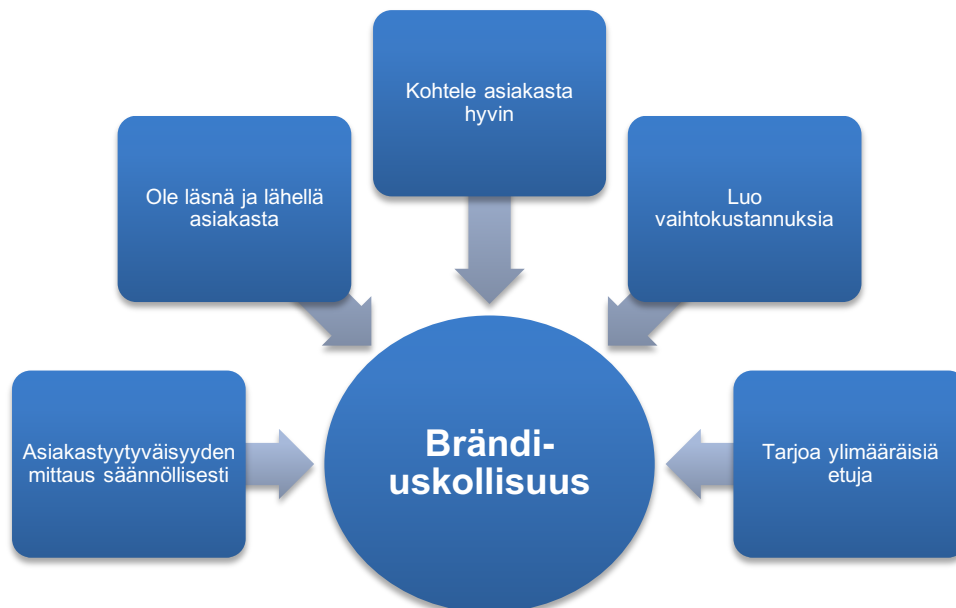 Kohtele asiakasta
hyvin
Ole läsnä ja lähellä
asiakasta
Luo
vaihtokustannuksia
Asiakastyytyväisyyden
mittaus säännöllisesti
Brändi-
uskollisuus
Tarjoa ylimääräisiä
etuja